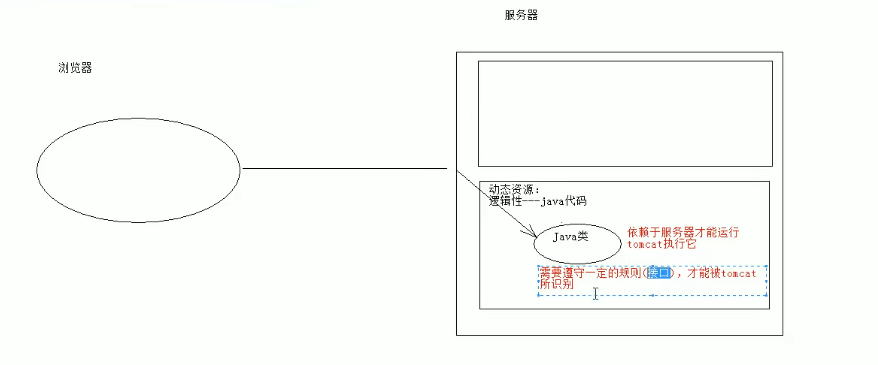 服务器
浏览器
动态资源:
逻辑性---java代码
Java类
依赖于服务器才能运行
tomcat执行它
需要遵守一定的规则(接口), 才能被tomcat
所识别